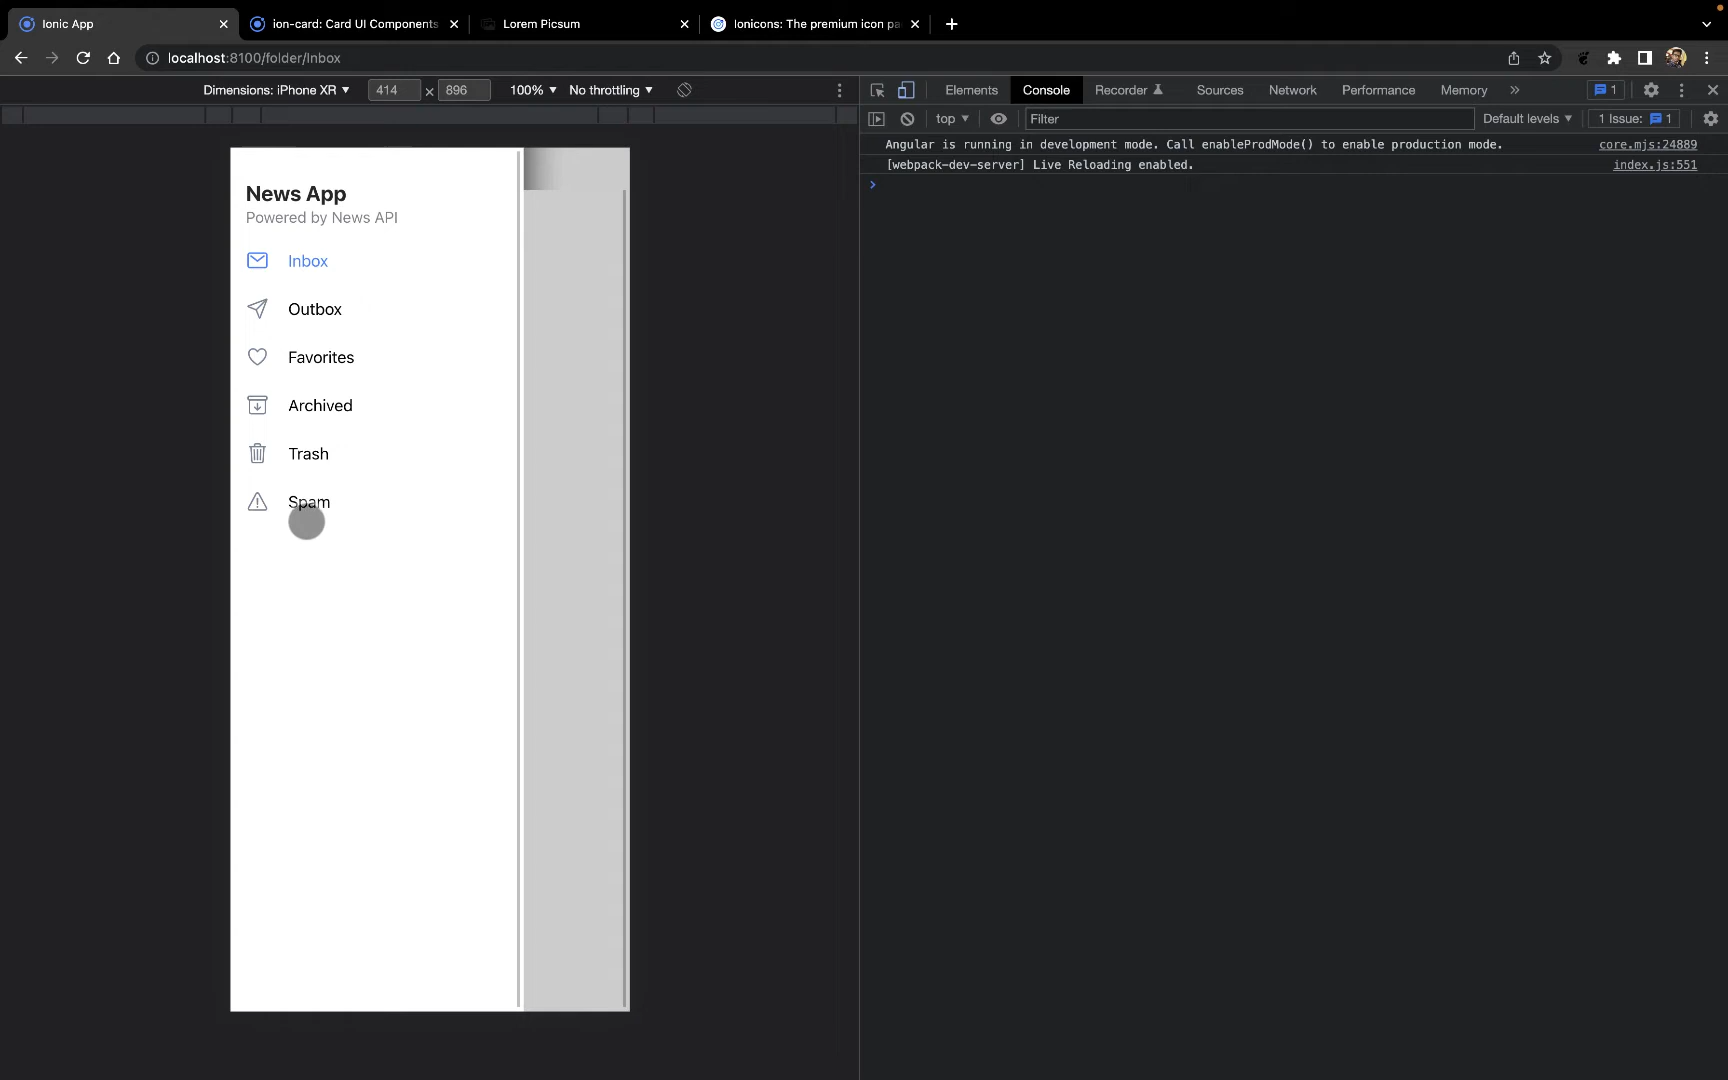 Ionic App
ion-card: Card UI Components
Lorem Picsum
Ionicons: The premium icon pa
localhost:8100/folder/Inbox
Dimensions: iPhone XR
414
×
896
100%
No throttling
Elements
Console
Recorder
Sources
Network
Performance
Memory
1
top
Filter
Default levels
1 Issue:
1
Angular is running in development mode. Call enableProdMode() to enable production mode.
core.mjs:24889
[webpack-dev-server] Live Reloading enabled.
index.js:551
News App
Powered by News API
Inbox
Outbox
Favorites
Archived
Trash
Spam